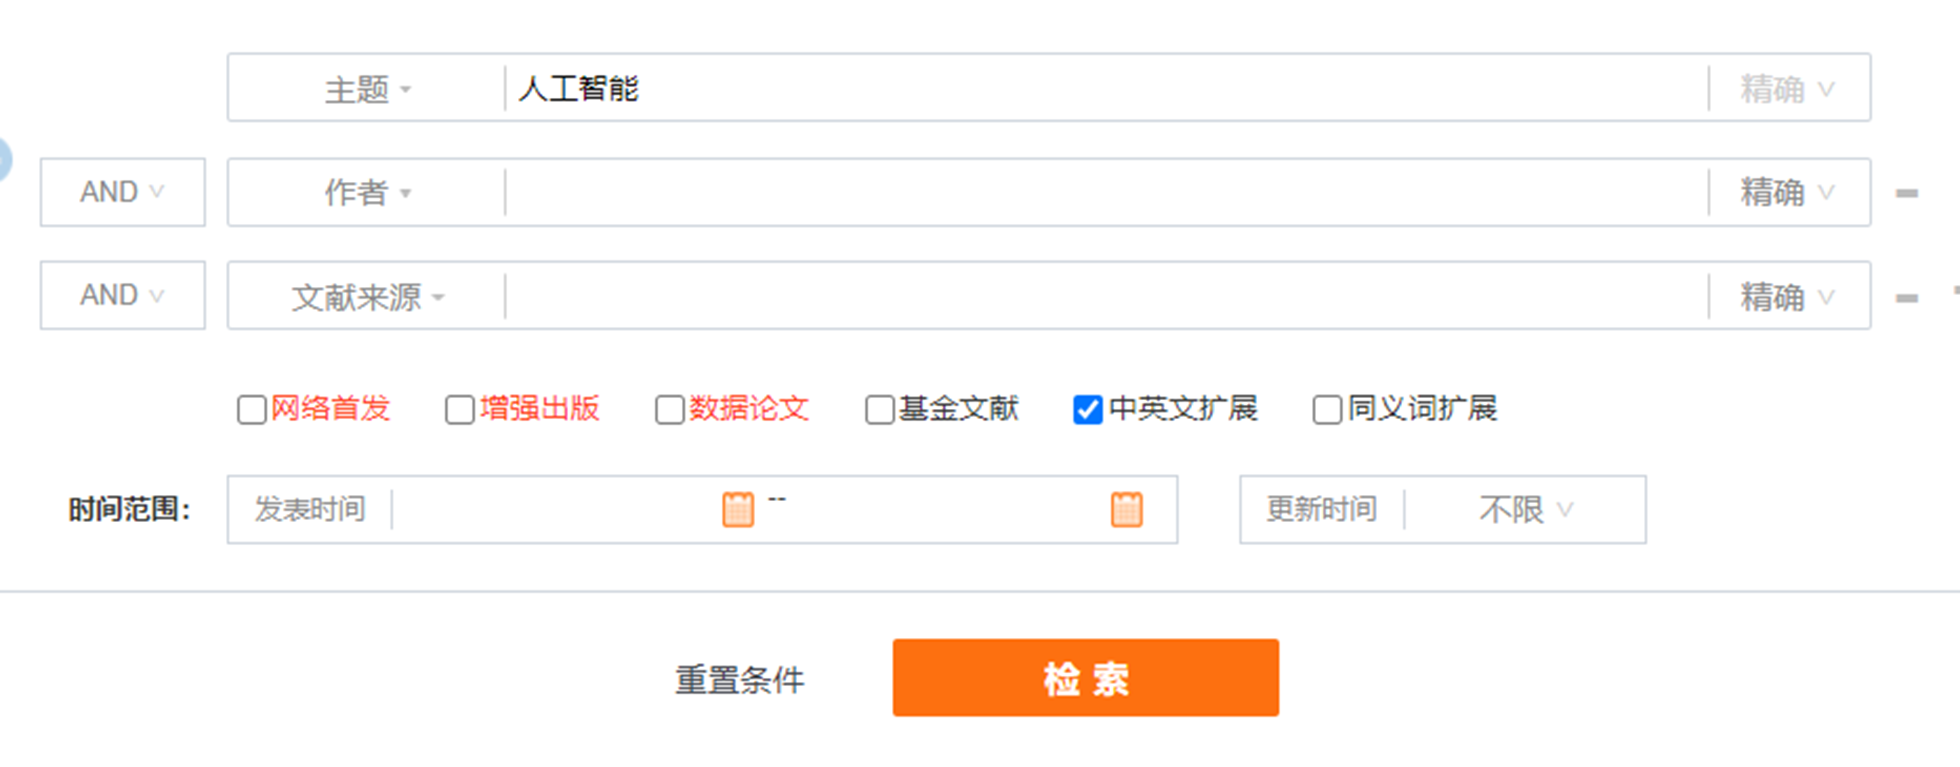 主题 人工智能 精确
AND 作者 精确
AND 文献来源 精确
网络首发 增强出版 数据论文 基金文献 中英文扩展 同义词扩展
时间范围: 发表时间 -- 更新时间 不限
重置条件 检索